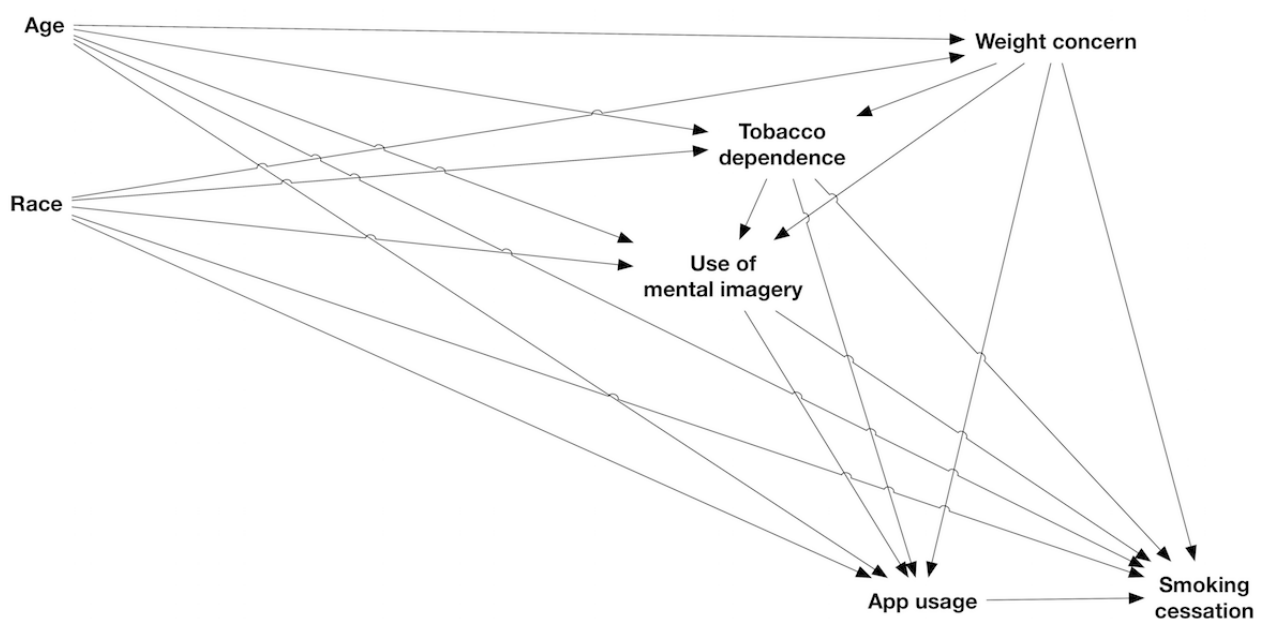 Age
Weight concern
Tobacco
dependence
Race
Use of
mental imagery
App usage
Smoking
cessation